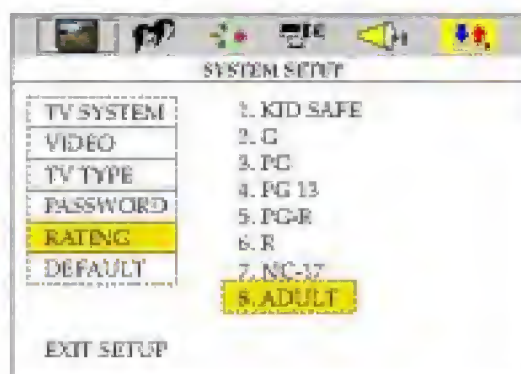 SYSTEM SETUP
TV SYSTEM
VIDEO
TV TYPE
PASSWORD
RATING
DEFAULT
1. KID SAFE
2. G
3. PG
4. PG 13
5. PG-R
6. R
7. NC-17
8. ADULT
EXIT SETUP